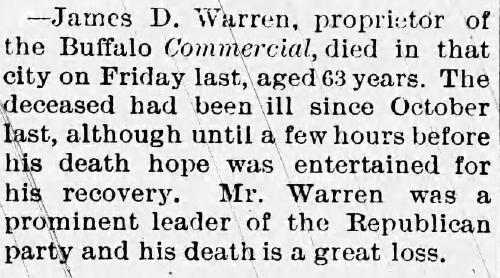 —James D. Warren, proprietor of
the Buffalo Commercial, died in that
city on Friday last, aged 63 years. The
deceased had been ill since October
last, although until a few hours before
his death hope was entertained for
his recovery. Mr. Warren was a
prominent leader of the Republican
party and his death is a great loss.